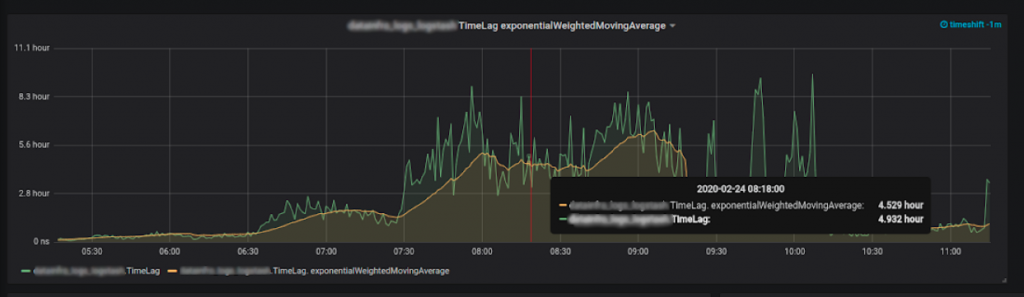 TimeLag exponentialWeightedMovingAverage
timeshift -1m
11.1 hour
8.3 hour
5.6 hour
2.8 hour
0 ns
2020-02-24 08:18:00
TimeLag. exponentialWeightedMovingAverage: 4.529 hour
TimeLag: 4.932 hour
05:30 06:00 06:30 07:00 07:30 08:00 08:30 09:00 09:30 10:00 10:30 11:00
.TimeLag .TimeLag. exponentialWeightedMovingAverage